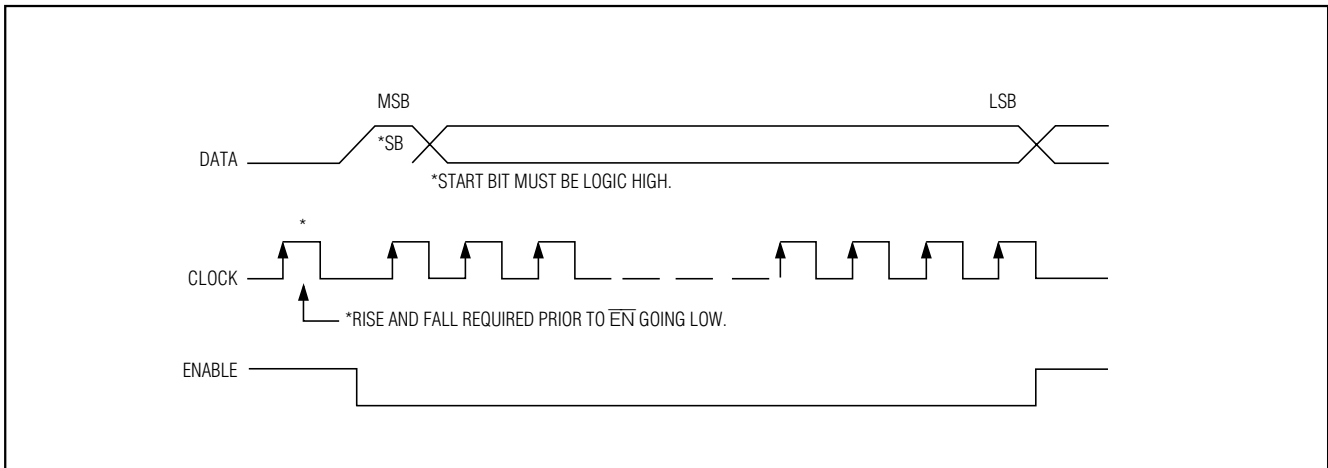 MSB
LSB
*SB
DATA
*START BIT MUST BE LOGIC HIGH.
*
CLOCK
*RISE AND FALL REQUIRED PRIOR TO E̅N̅ GOING LOW.
ENABLE